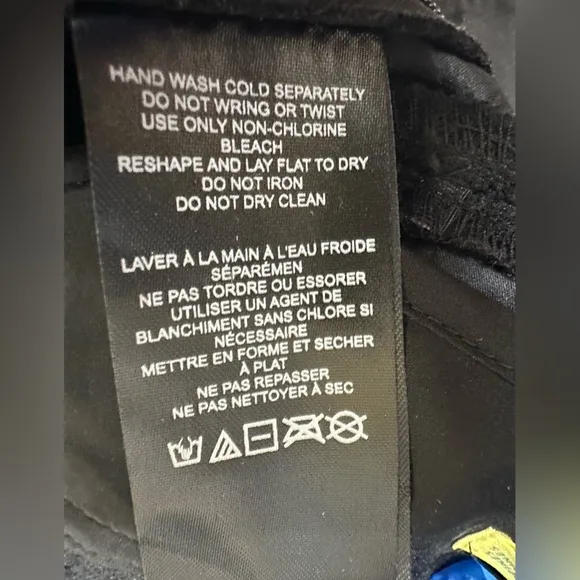 HAND WASH COLD SEPARATELY
DO NOT WRING OR TWIST
USE ONLY NON-CHLORINE
BLEACH
RESHAPE AND LAY FLAT TO DRY
DO NOT IRON
DO NOT DRY CLEAN
LAVER À LA MAIN À L'EAU FROIDE
SÉPARÉMEN
NE PAS TORDRE OU ESSORER
UTILISER UN AGENT DE
BLANCHIMENT SANS CHLORE SI
NÉCESSAIRE
METTRE EN FORME ET SECHER
À PLAT
NE PAS REPASSER
NE PAS NETTOYER À SEC